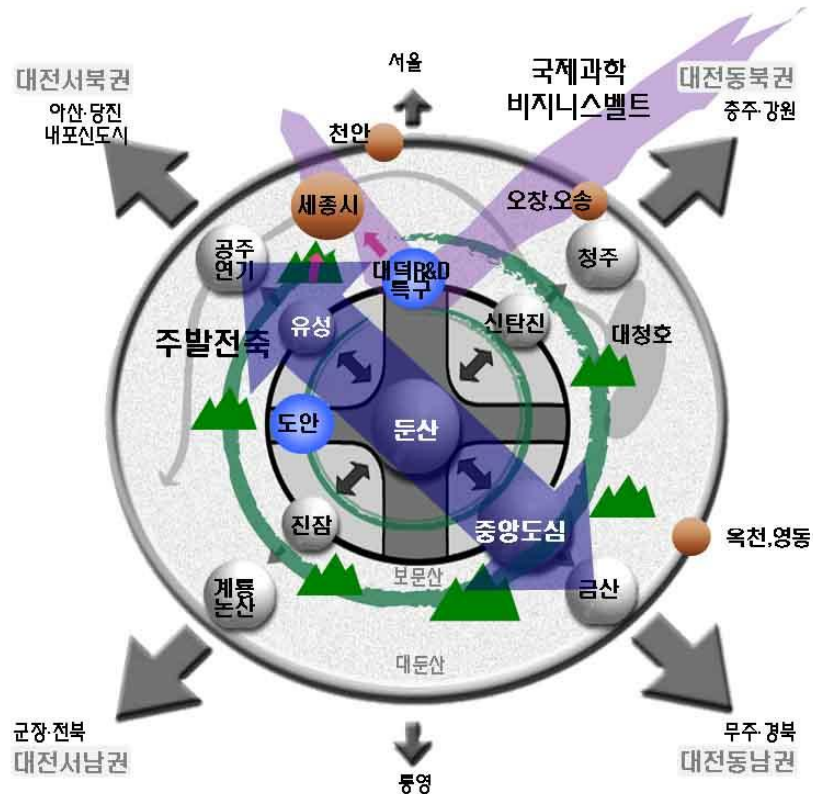 서울
국제과학
비지니스벨트
대전서북권
아산·당진
내포신도시
대전동북권
충주·강원
천안
세종시
오창,오송
공주
연기
청주
대덕R&D
특구
유성
신탄진
주발전축
대청호
도안
둔산
진잠
중앙도심
옥천,영동
보문산
계룡
논산
금산
대둔산
군장·전북
대전서남권
무주·경북
대전동남권
통영